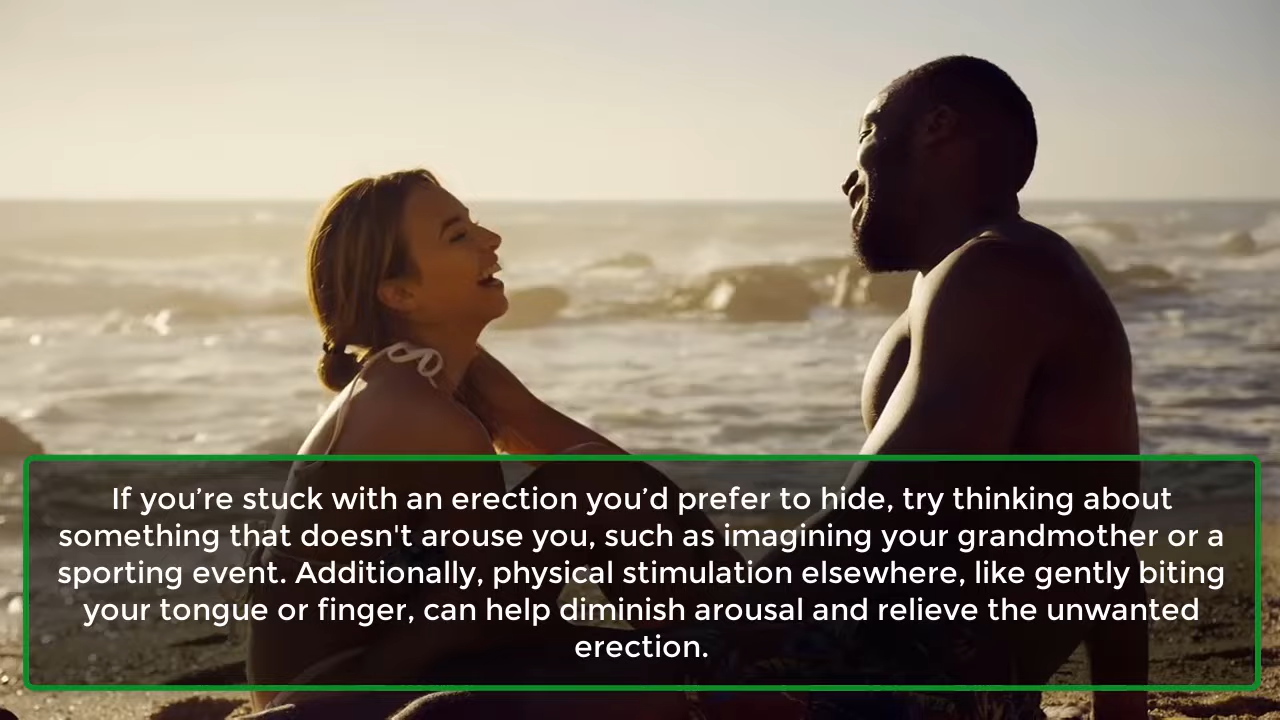 If you’re stuck with an erection you’d prefer to hide, try thinking about
something that doesn't arouse you, such as imagining your grandmother or a
sporting event. Additionally, physical stimulation elsewhere, like gently biting
your tongue or finger, can help diminish arousal and relieve the unwanted
erection.